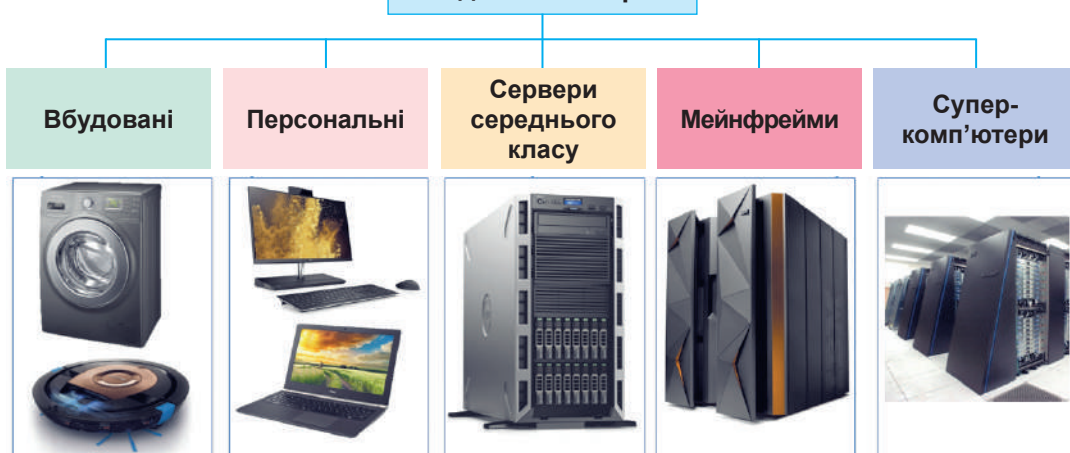 Вбудовані
Персональні
Сервери
середнього
класу
Мейнфрейми
Супер-
комп’ютери